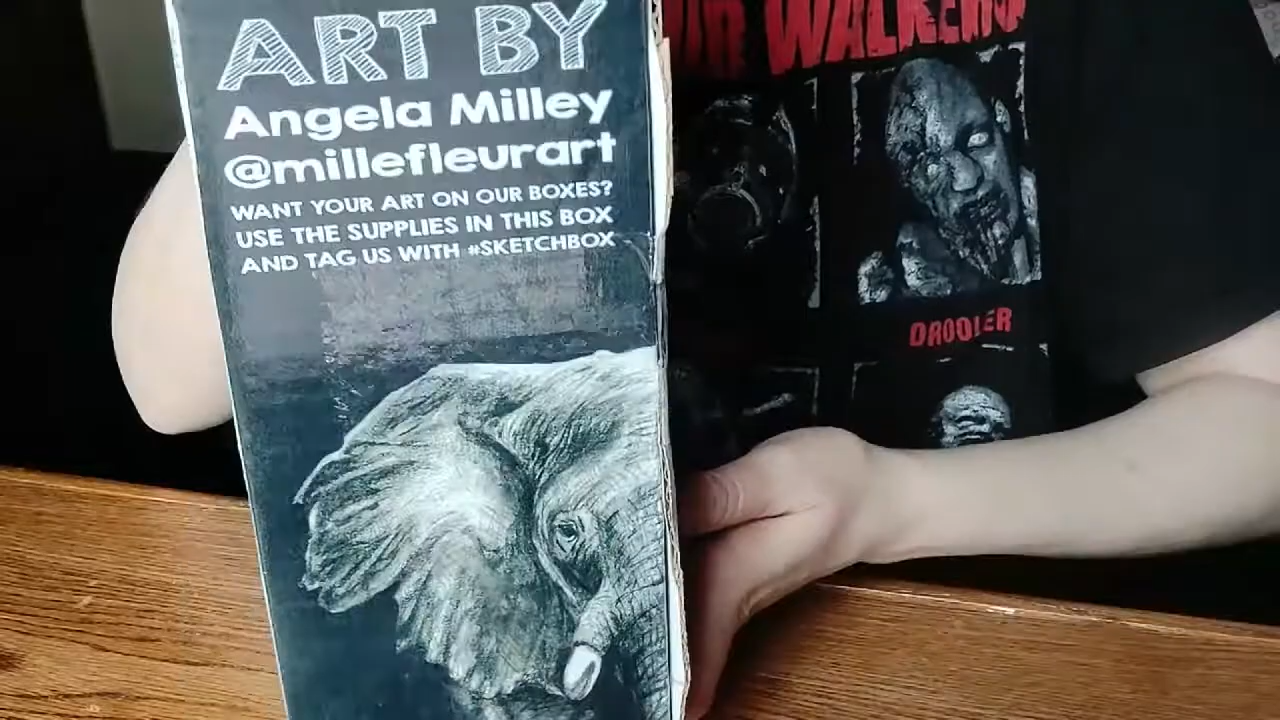 ART BY
Angela Milley
@millefleurart
WANT YOUR ART ON OUR BOXES?
USE THE SUPPLIES IN THIS BOX
AND TAG US WITH #SKETCHBOX
WALKERS
DROOLER